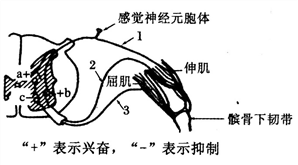 感觉神经元胞体
1
2
伸肌
屈肌
3
a+
+b
c-
髌骨下韧带
“+”表示兴奋，“-”表示抑制